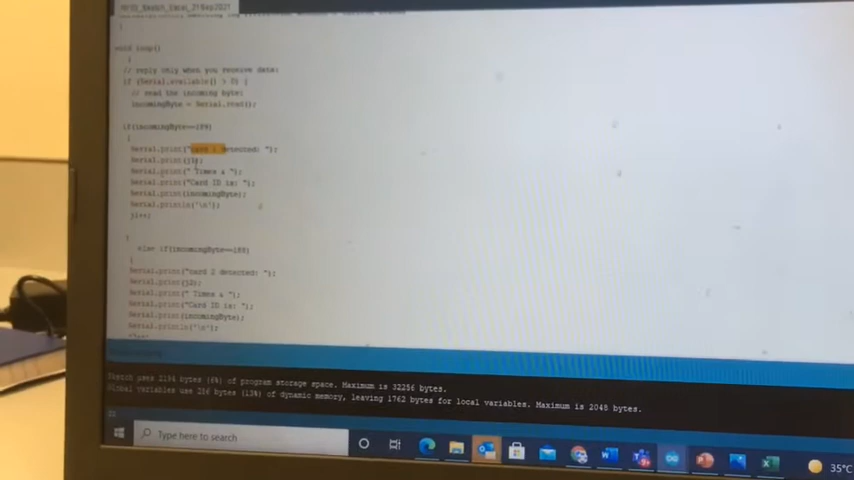 void loop()
{
// reply only when you receive data:
if (Serial.available() > 0) {
// read the incoming byte:
incomingByte = Serial.read();
if(incomingByte==199)
{
Serial.print("card 1 detected: ");
Serial.print(j1);
Serial.print(" Times & ");
Serial.print("Card ID is: ");
Serial.print(incomingByte);
Serial.println('\n');
j1++;
}
else if(incomingByte==189)
{
Serial.print("card 2 detected: ");
Serial.print(j2);
Serial.print(" Times & ");
Serial.print("Card ID is: ");
Serial.print(incomingByte);
Serial.println('\n');
Sketch uses 2194 bytes (6%) of program storage space. Maximum is 32256 bytes.
Global variables use 286 bytes (13%) of dynamic memory, leaving 1762 bytes for local variables. Maximum is 2048 bytes.
Type here to search
35°C